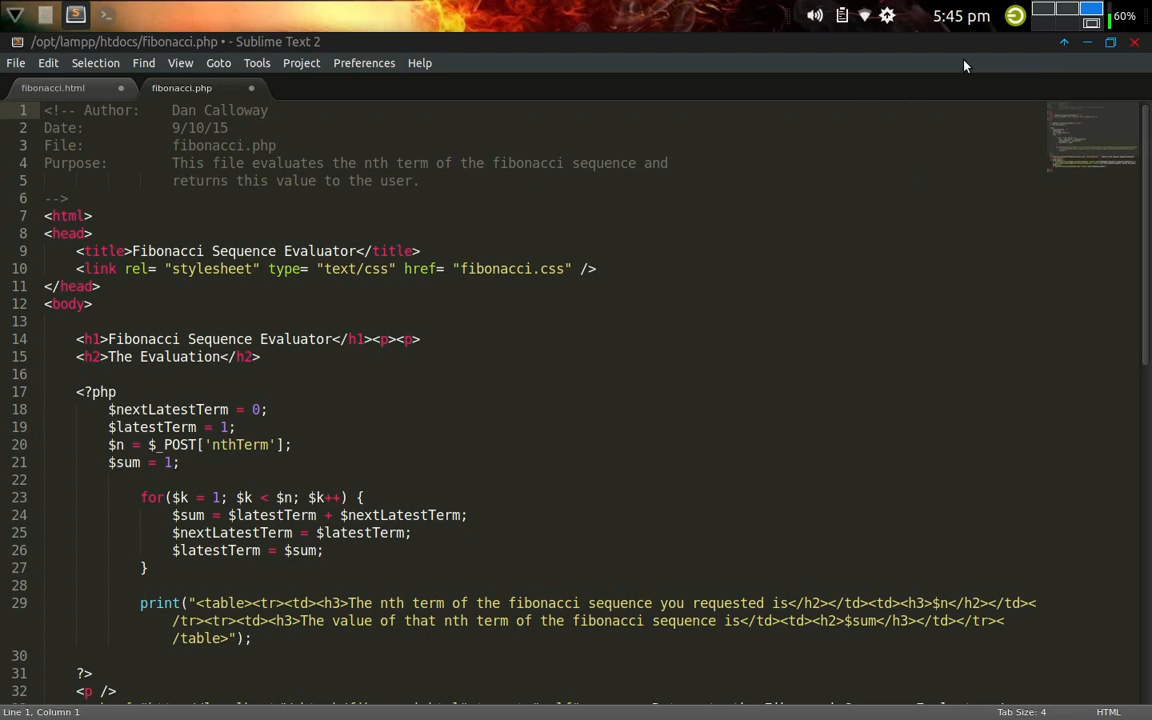 5:45 pm
60%
/opt/lampp/htdocs/fibonacci.php • - Sublime Text 2
File Edit Selection Find View Goto Tools Project Preferences Help
fibonacci.html fibonacci.php
1 <!-- Author: Dan Calloway
2 Date: 9/10/15
3 File: fibonacci.php
4 Purpose: This file evaluates the nth term of the fibonacci sequence and
5 returns this value to the user.
6 -->
7 <html>
8 <head>
9 <title>Fibonacci Sequence Evaluator</title>
10 <link rel= "stylesheet" type= "text/css" href= "fibonacci.css" />
11 </head>
12 <body>
13
14 <h1>Fibonacci Sequence Evaluator</h1><p><p>
15 <h2>The Evaluation</h2>
16
17 <?php
18 $nextLatestTerm = 0;
19 $latestTerm = 1;
20 $n = $_POST['nthTerm'];
21 $sum = 1;
22
23 for($k = 1; $k < $n; $k++) {
24 $sum = $latestTerm + $nextLatestTerm;
25 $nextLatestTerm = $latestTerm;
26 $latestTerm = $sum;
27 }
28
29 print("<table><tr><td><h3>The nth term of the fibonacci sequence you requested is</h2></td><td><h3>$n</h2></td><
/tr><tr><td><h3>The value of that nth term of the fibonacci sequence is</td><td><h2>$sum</h3></td></tr><
/table>");
30
31 ?>
32 <p />
Line 1, Column 1 Tab Size: 4 HTML